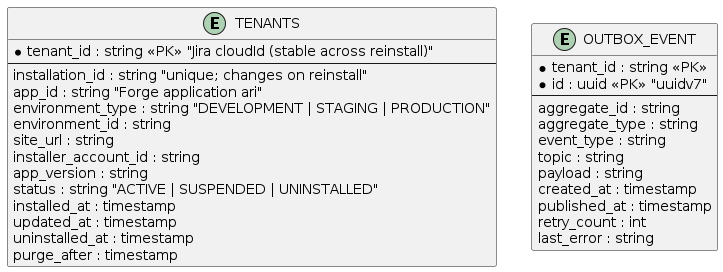 E TENANTS
tenant_id : string «PK» "Jira cloudId (stable across reinstall)"
installation_id : string "unique; changes on reinstall"
app_id : string "Forge application ari"
environment_type : string "DEVELOPMENT | STAGING | PRODUCTION"
environment_id : string
site_url : string
installer_account_id : string
app_version : string
status : string "ACTIVE | SUSPENDED | UNINSTALLED"
installed_at : timestamp
updated_at : timestamp
uninstalled_at : timestamp
purge_after : timestamp
E OUTBOX_EVENT
tenant_id : string «PK»
id : uuid «PK» "uuidv7"
aggregate_id : string
aggregate_type : string
event_type : string
topic : string
payload : string
created_at : timestamp
published_at : timestamp
retry_count : int
last_error : string